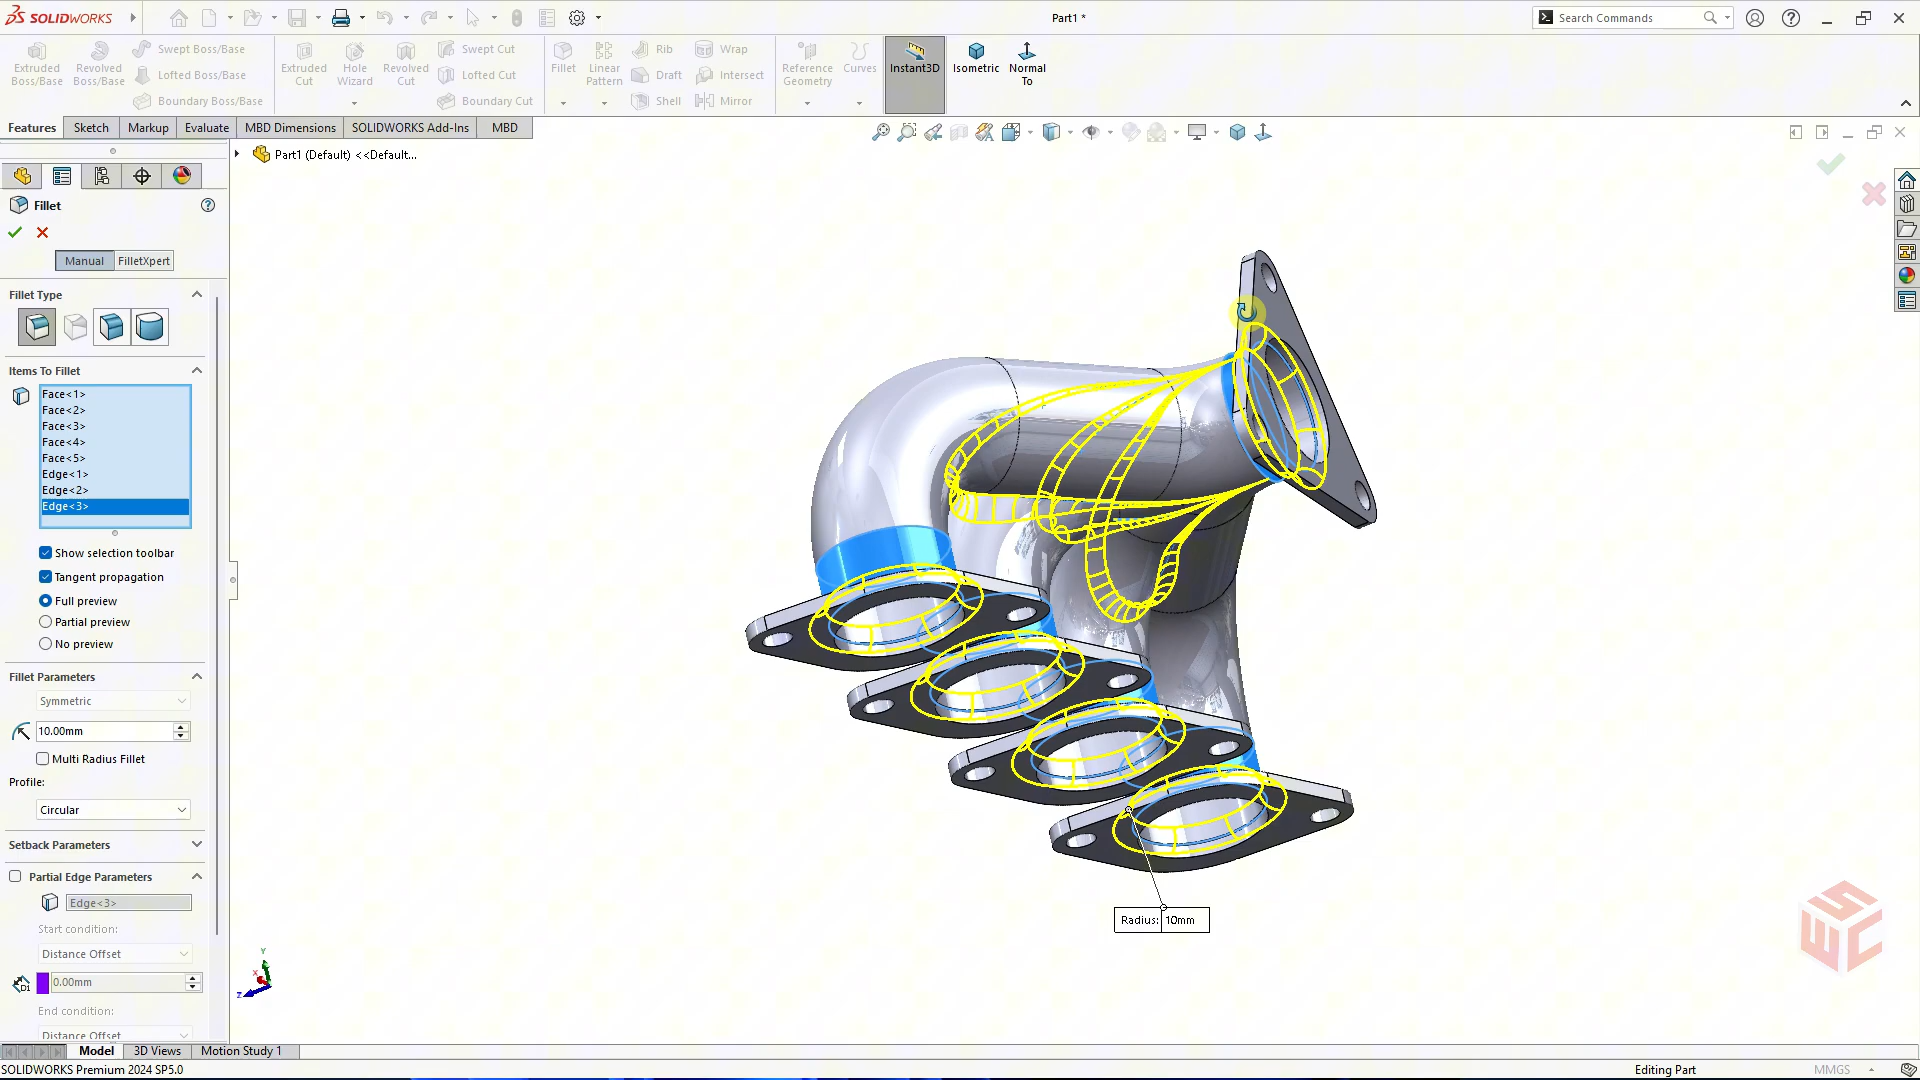 SOLIDWORKS
Part1 *
Search Commands
Extruded Boss/Base
Revolved Boss/Base
Swept Boss/Base
Lofted Boss/Base
Boundary Boss/Base
Extruded Cut
Hole Wizard
Revolved Cut
Swept Cut
Lofted Cut
Boundary Cut
Fillet
Linear Pattern
Rib
Draft
Shell
Wrap
Intersect
Mirror
Reference Geometry
Curves
Instant3D
Isometric
Normal To
Features
Sketch
Markup
Evaluate
MBD Dimensions
SOLIDWORKS Add-Ins
MBD
Part1 (Default) <<Default...
Fillet
Manual
FilletXpert
Fillet Type
Items To Fillet
Face<1>
Face<2>
Face<3>
Face<4>
Face<5>
Edge<1>
Edge<2>
Edge<3>
Show selection toolbar
Tangent propagation
Full preview
Partial preview
No preview
Fillet Parameters
Symmetric
10.00mm
Multi Radius Fillet
Profile:
Circular
Setback Parameters
Partial Edge Parameters
Edge<3>
Start condition:
Distance Offset
0.00mm
End condition:
Distance Offset
Radius: 10mm
Y
X
Z
Model
3D Views
Motion Study 1
SOLIDWORKS Premium 2024 SP5.0
Editing Part
MMGS